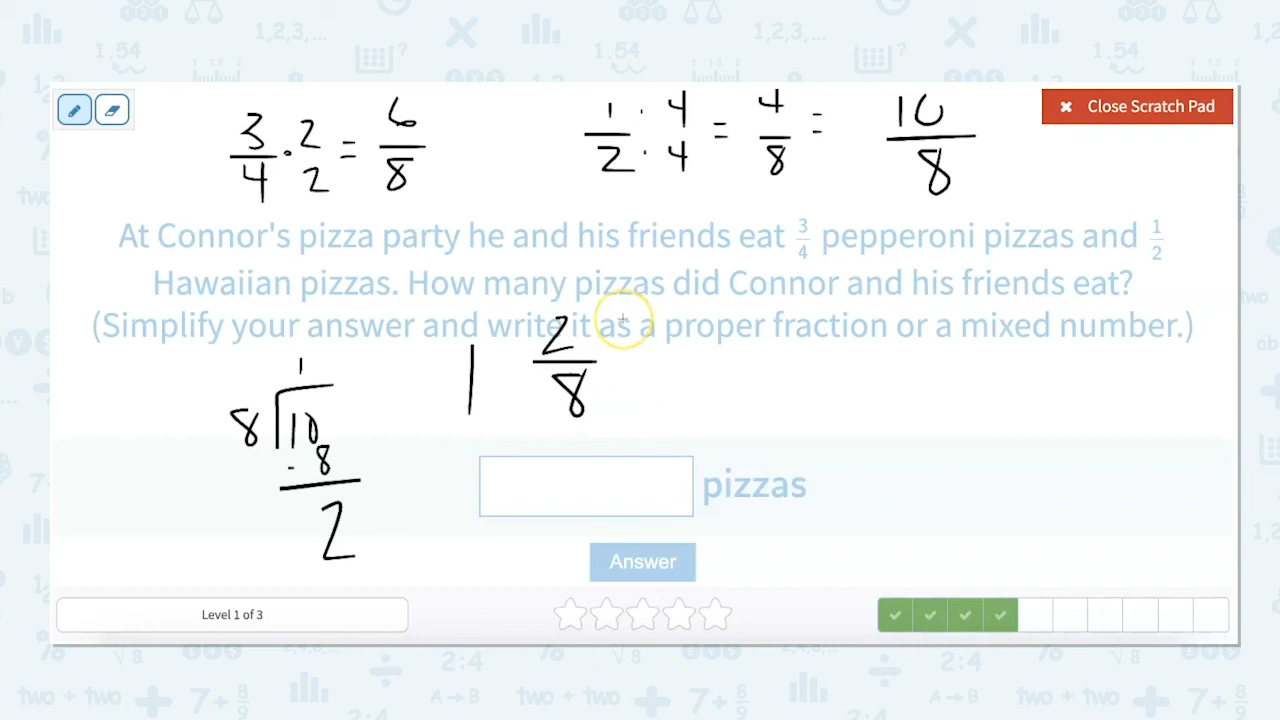 3/4 · 2/2 = 6/8
1/2 · 4/4 = 4/8 = 10/8
Close Scratch Pad
At Connor's pizza party he and his friends eat 3/4 pepperoni pizzas and 1/2
Hawaiian pizzas. How many pizzas did Connor and his friends eat?
(Simplify your answer and write it as a proper fraction or a mixed number.)
1 2/8
1
8 10
- 8
2
pizzas
Answer
Level 1 of 3